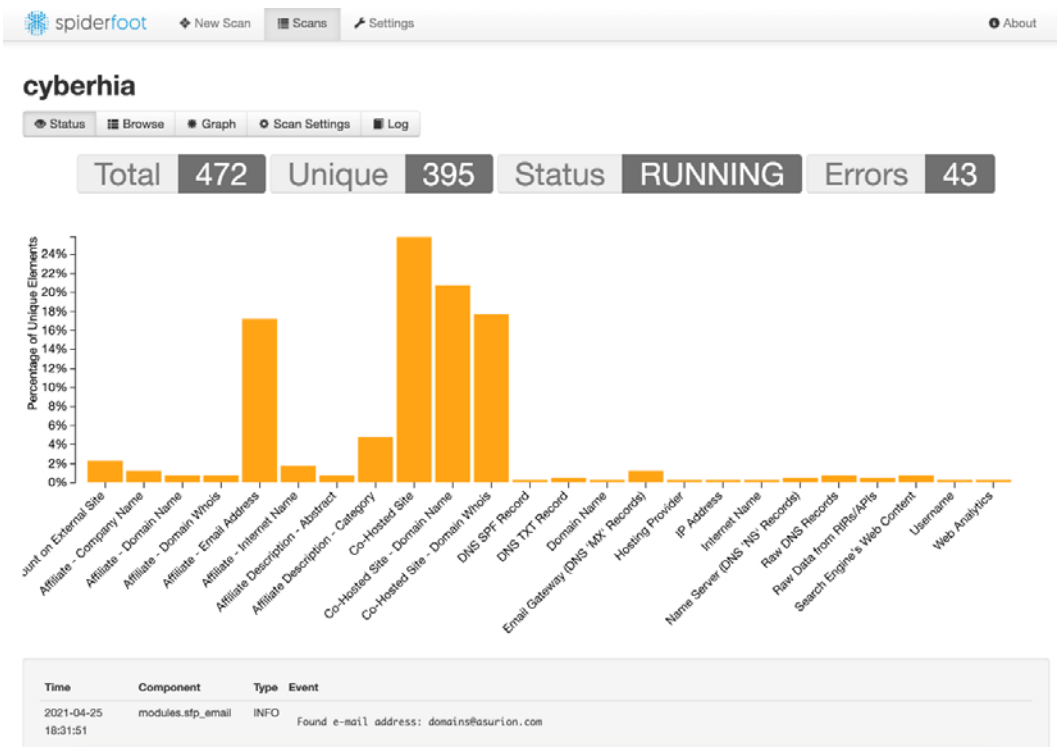 spiderfoot New Scan Scans Settings About
cyberhia
Status Browse Graph Scan Settings Log
Total 472 Unique 395 Status RUNNING Errors 43
Percentage of Unique Elements
24%
22%
20%
18%
16%
14%
12%
10%
8%
6%
4%
2%
0%
unt on External Site
Affiliate - Company Name
Affiliate - Domain Name
Affiliate - Domain Whois
Affiliate - Email Address
Affiliate - Internet Name
Affiliate Description - Abstract
Affiliate Description - Category
Co-Hosted Site
Co-Hosted Site - Domain Name
Co-Hosted Site - Domain Whois
DNS SPF Record
DNS TXT Record
Domain Name
Email Gateway (DNS 'MX' Records)
Hosting Provider
IP Address
Internet Name
Name Server (DNS 'NS' Records)
Raw DNS Records
Raw Data from RIRs/APIs
Search Engine's Web Content
Username
Web Analytics
Time Component Type Event
2021-04-25 modules.sfp_email INFO Found e-mail address: domains@asurion.com
18:31:51